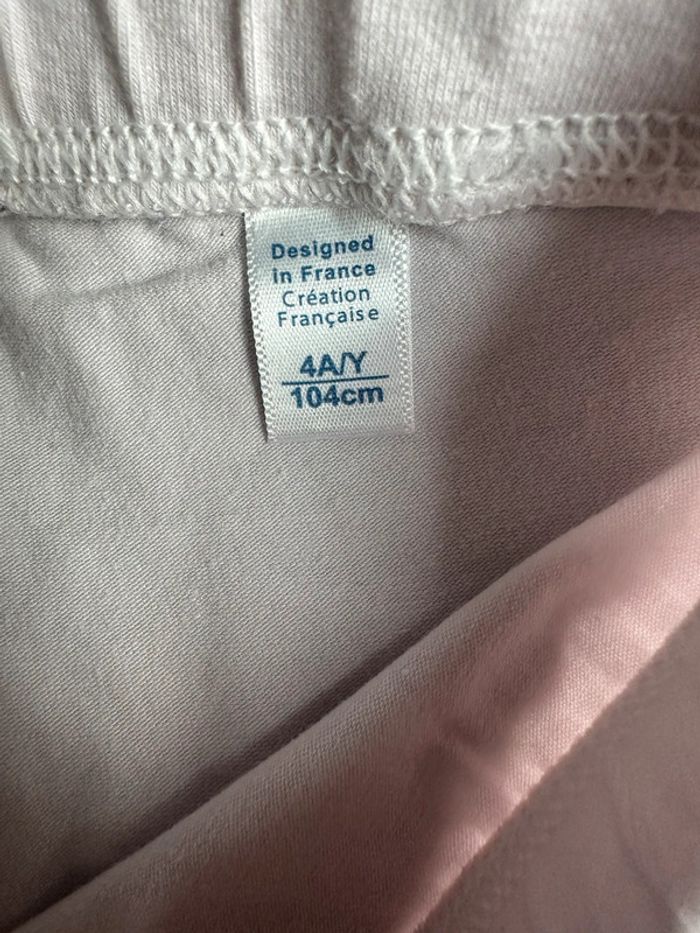 Designed
in France
Création
Française
4A/Y
104cm